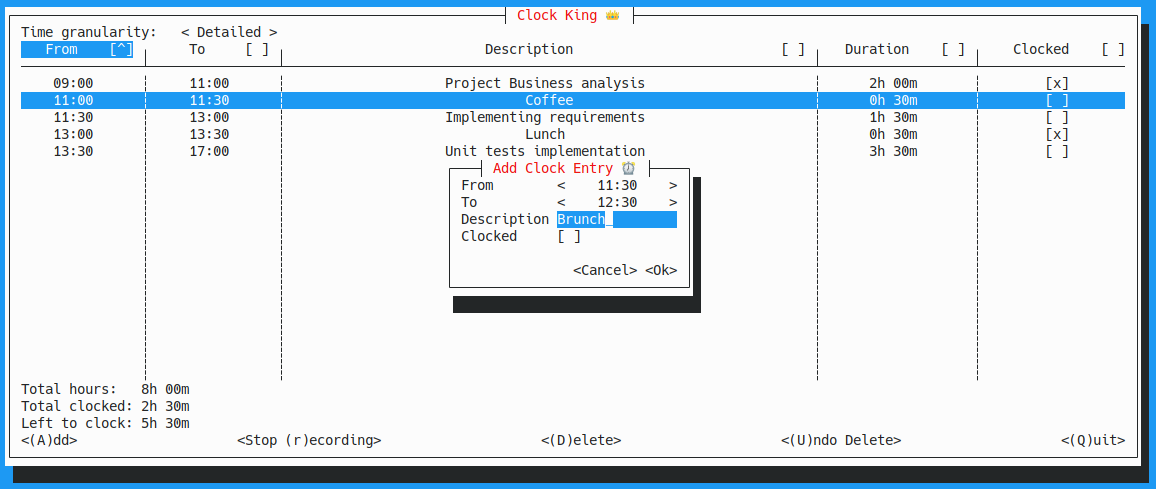 Clock King 👑
Time granularity: < Detailed >
From [^] To [ ] Description [ ] Duration [ ] Clocked [ ]
09:00 11:00 Project Business analysis 2h 00m [x]
11:00 11:30 Coffee 0h 30m [ ]
11:30 13:00 Implementing requirements 1h 30m [ ]
13:00 13:30 Lunch 0h 30m [x]
13:30 17:00 Unit tests implementation 3h 30m [ ]
Add Clock Entry ⏰
From < 11:30 >
To < 12:30 >
Description Brunch_
Clocked [ ]
<Cancel> <Ok>
Total hours: 8h 00m
Total clocked: 2h 30m
Left to clock: 5h 30m
<(A)dd> <Stop (r)ecording> <(D)elete> <(U)ndo Delete> <(Q)uit>